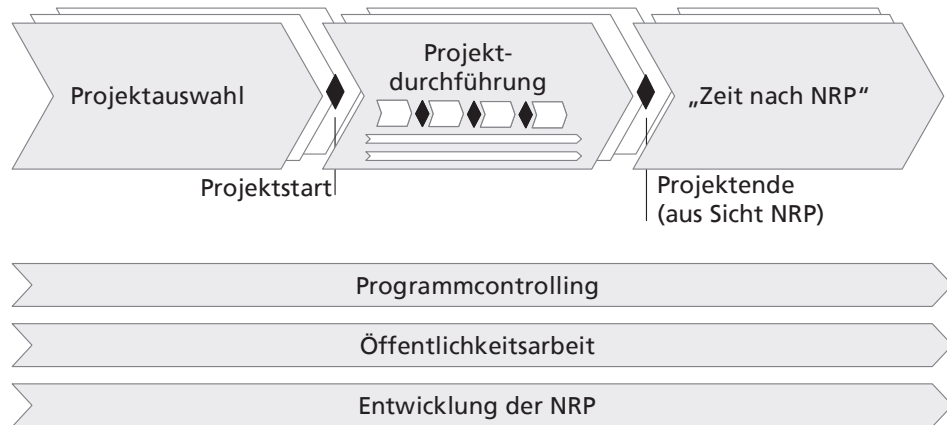 Projektauswahl
Projekt-
durchführung
„Zeit nach NRP“
Projektstart
Projektende
(aus Sicht NRP)
Programmcontrolling
Öffentlichkeitsarbeit
Entwicklung der NRP